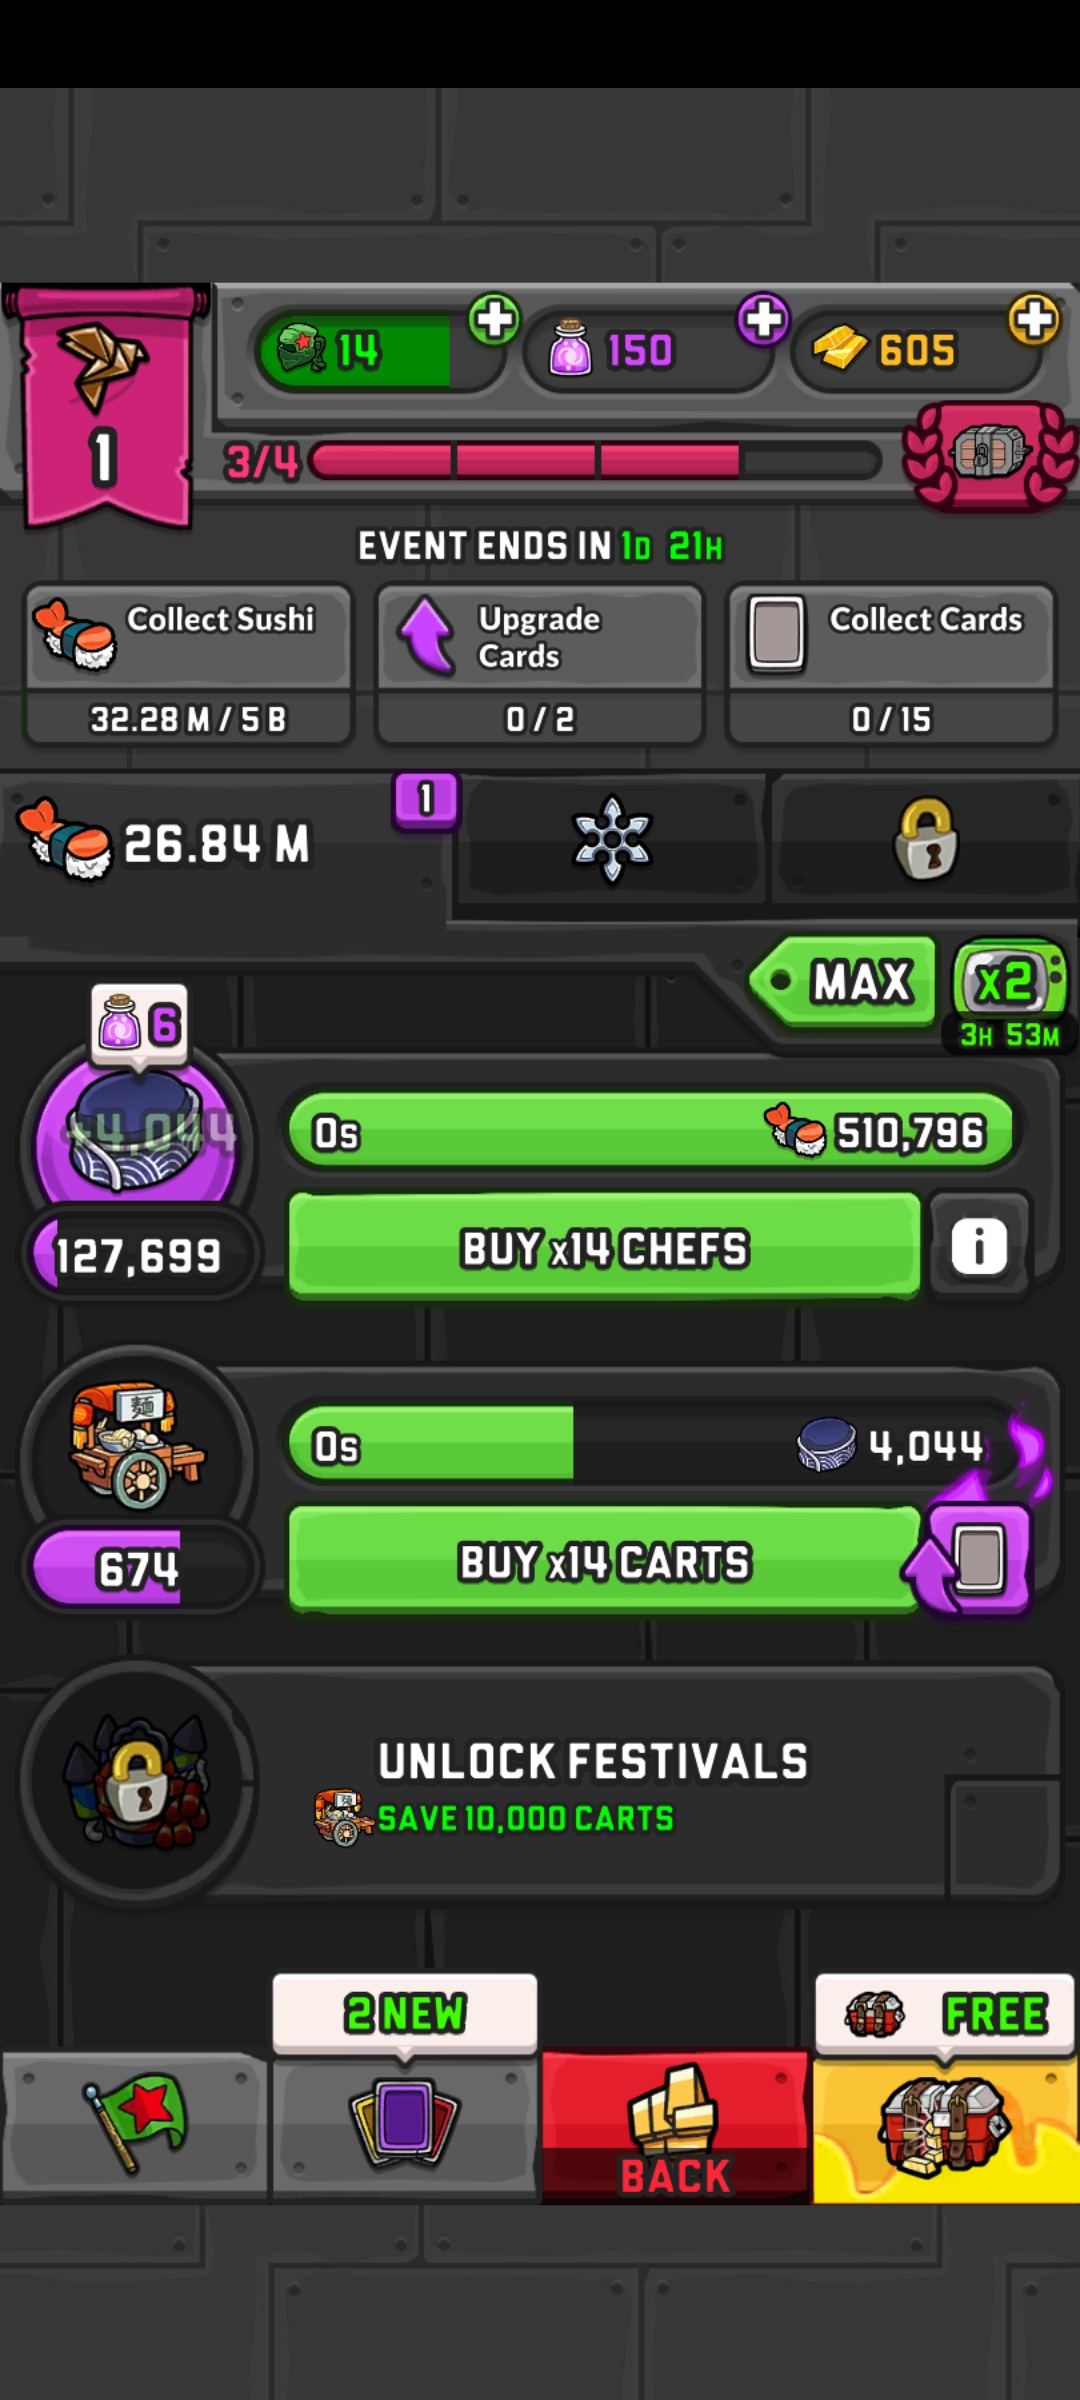 14
150
605
1
3/4
EVENT ENDS IN 1D 21H
Collect Sushi
32.28 M / 5 B
Upgrade
Cards
0 / 2
Collect Cards
0 / 15
26.84 M
1
MAX
x2
3H 53M
6
+4,044
0s
510,796
127,699
BUY x14 CHEFS
i
麺
0s
4,044
674
BUY x14 CARTS
UNLOCK FESTIVALS
SAVE 10,000 CARTS
2 NEW
FREE
BACK